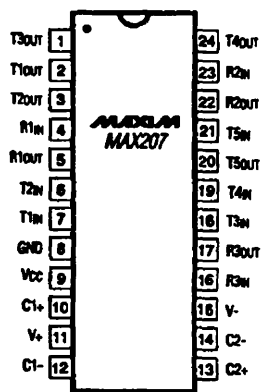 T3OUT 1 24 T4OUT
T1OUT 2 23 R2IN
T2OUT 3 22 R2OUT
R1IN 4 MAXIM 21 T5IN
R1OUT 5 MAX207 20 T5OUT
T2IN 6 19 T4IN
T1IN 7 18 T3IN
GND 8 17 R3OUT
VCC 9 16 R3IN
C1+ 10 15 V-
V+ 11 14 C2-
C1- 12 13 C2+